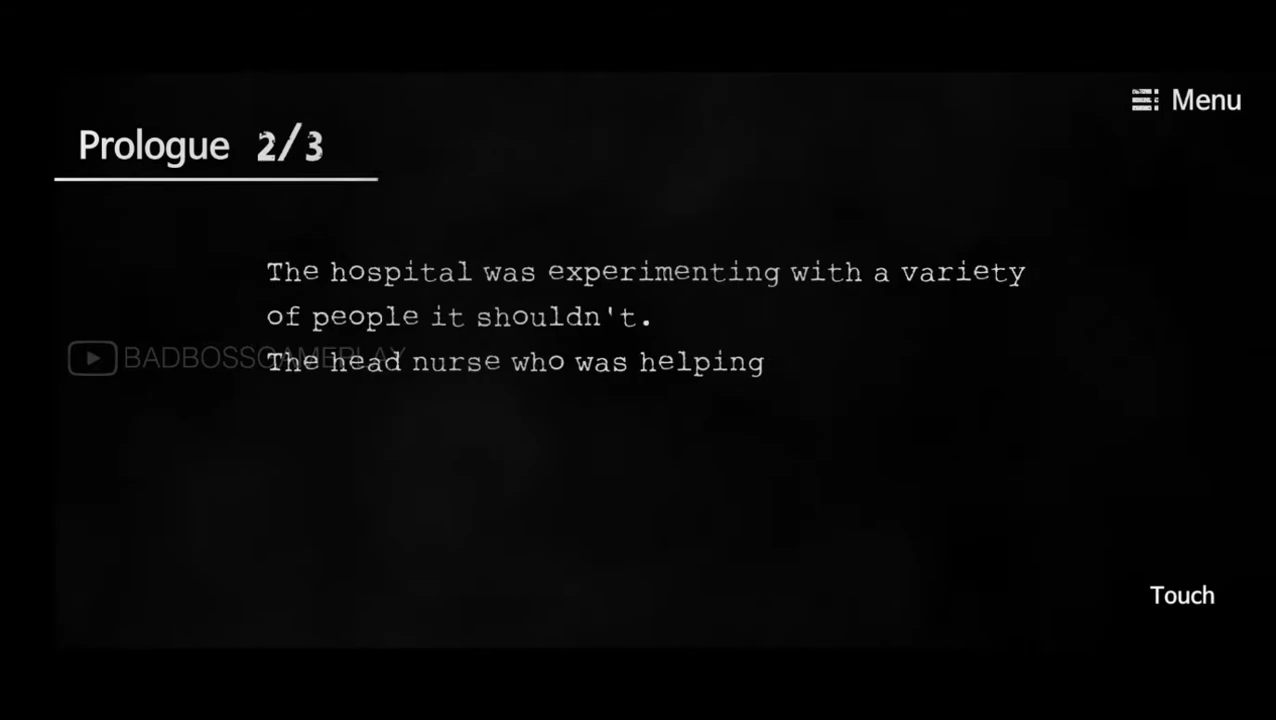 Menu
Prologue 2/3
The hospital was experimenting with a variety
of people it shouldn't.
BADBOSSGAMEPLAY
The head nurse who was helping
Touch